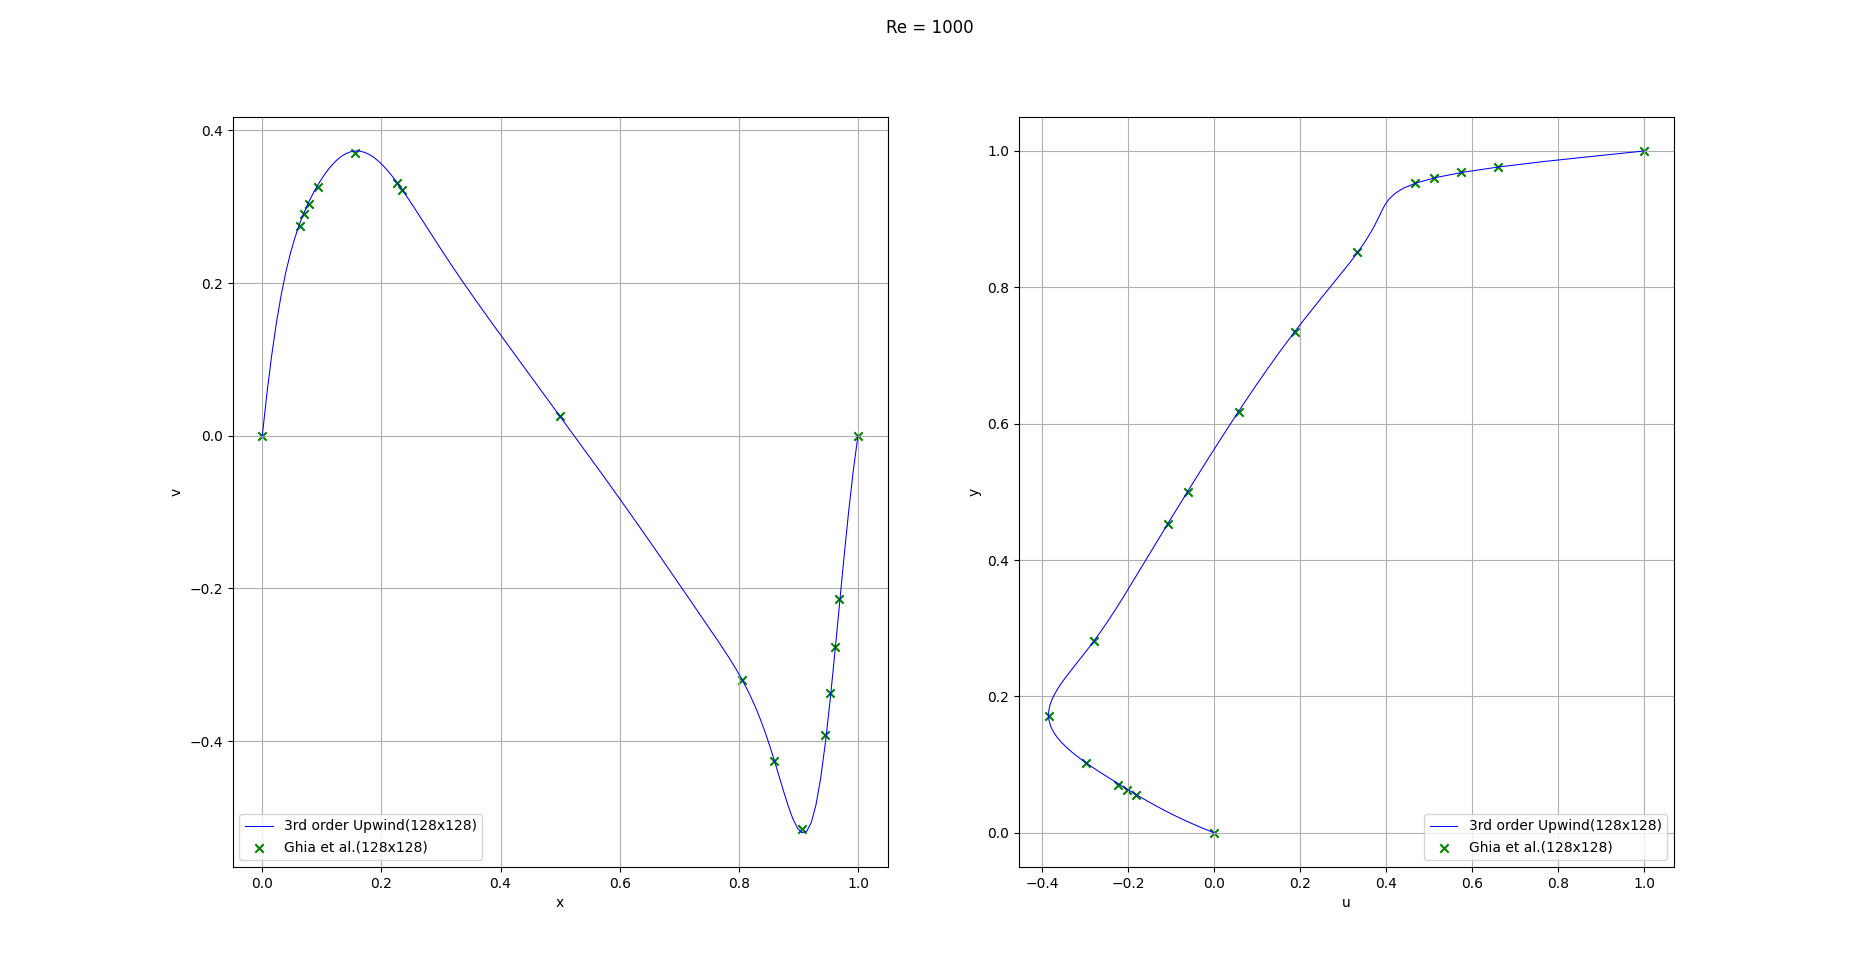 Re = 1000
0.4
0.2
0.0
−0.2
−0.4
v
3rd order Upwind(128x128)
Ghia et al.(128x128)
0.0 0.2 0.4 0.6 0.8 1.0
x
1.0
0.8
0.6
0.4
0.2
0.0
y
3rd order Upwind(128x128)
Ghia et al.(128x128)
−0.4 −0.2 0.0 0.2 0.4 0.6 0.8 1.0
u